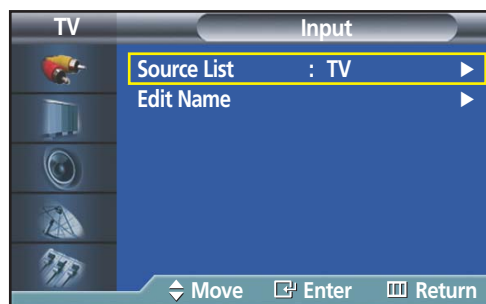 TV Input
Source List : TV ▶
Edit Name ▶
Move Enter Return